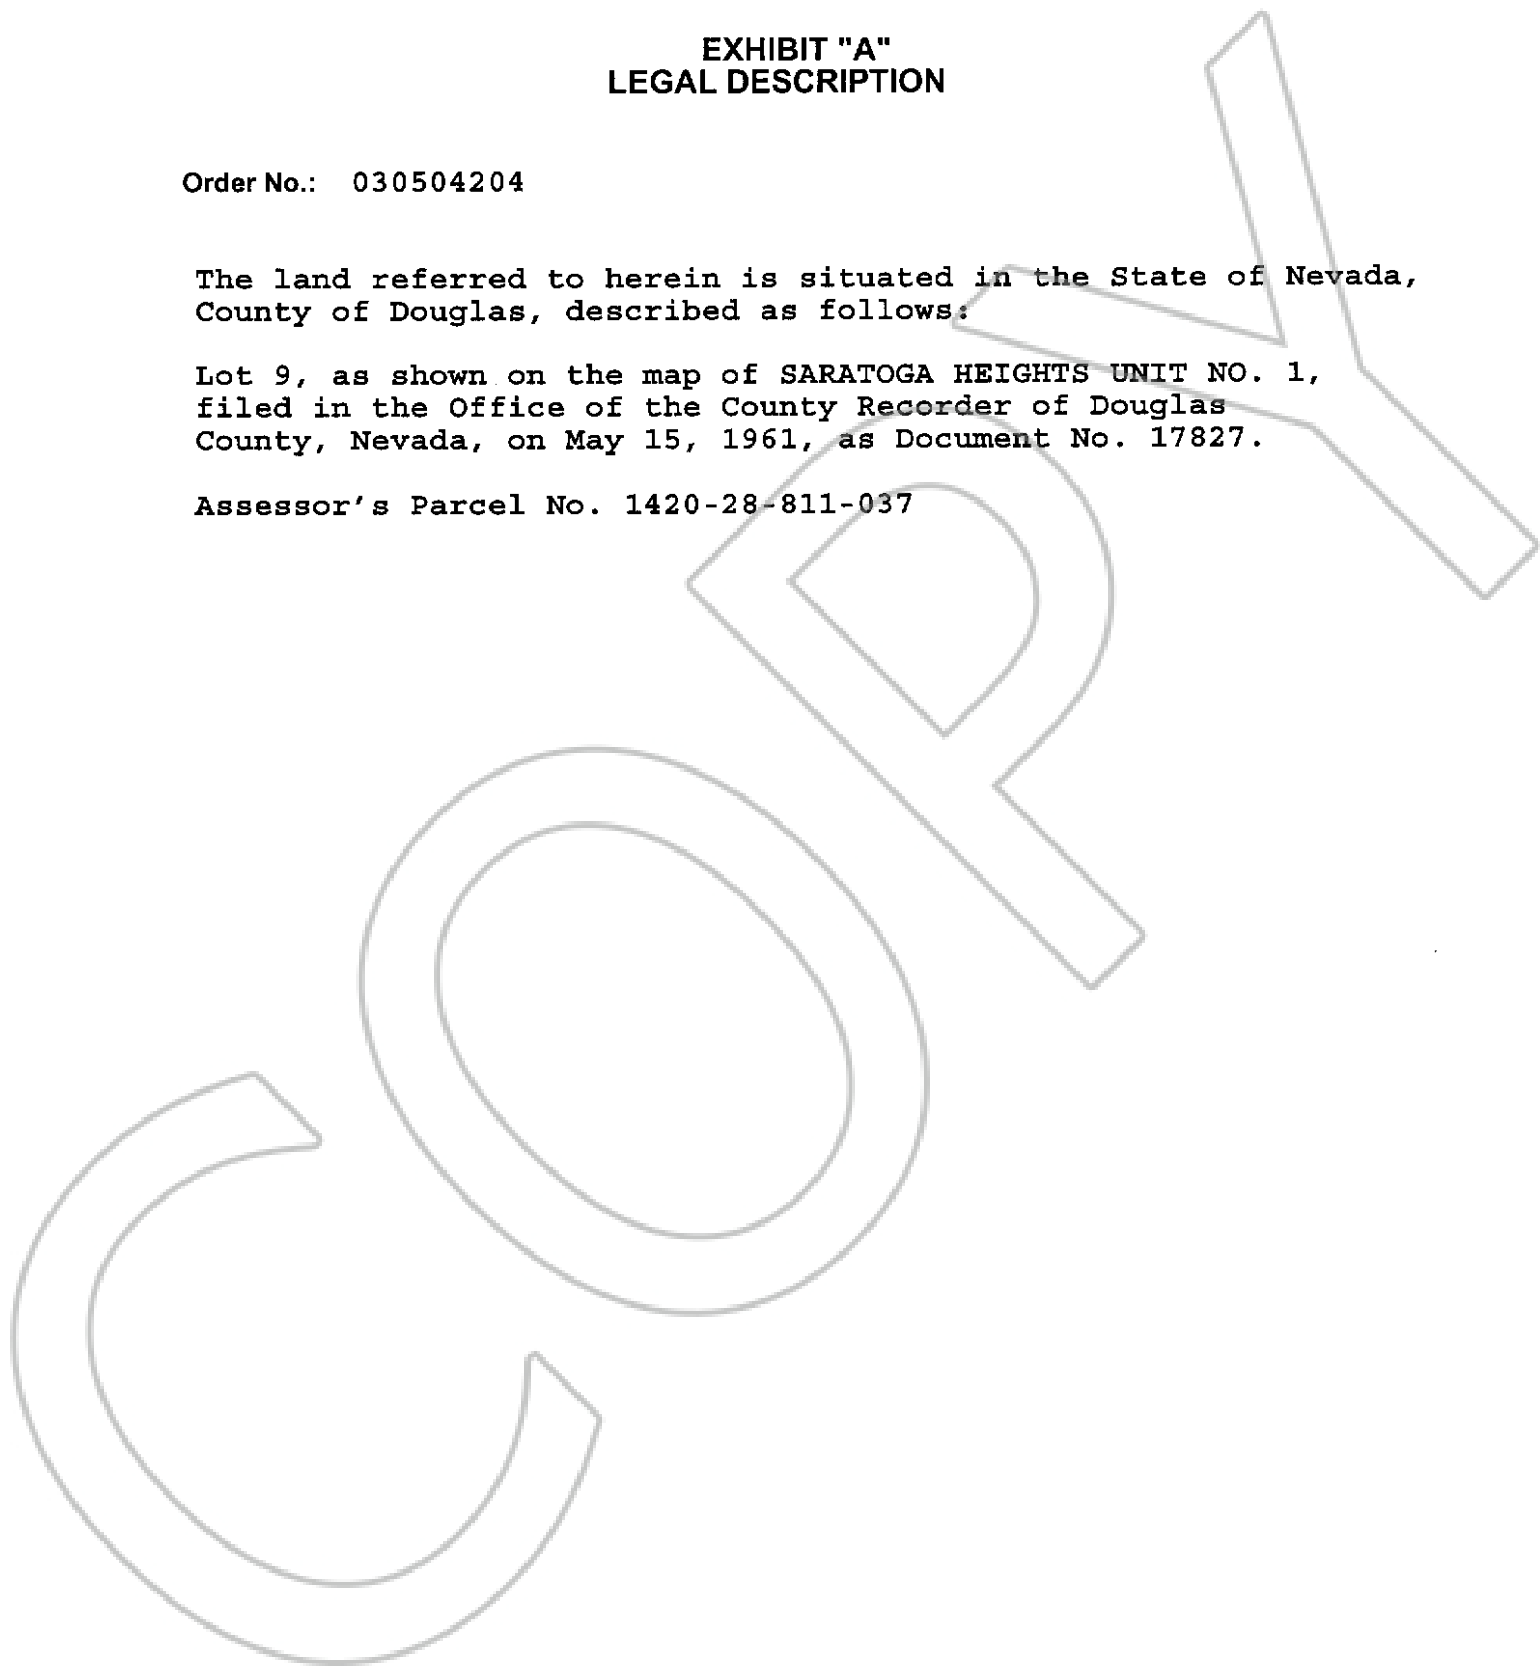 EXHIBIT "A"
LEGAL DESCRIPTION
Order No.: 030504204
The land referred to herein is situated in the State of Nevada,
County of Douglas, described as follows:
Lot 9, as shown on the map of SARATOGA HEIGHTS UNIT NO. 1,
filed in the Office of the County Recorder of Douglas
County, Nevada, on May 15, 1961, as Document No. 17827.
Assessor's Parcel No. 1420-28-811-037
COPY